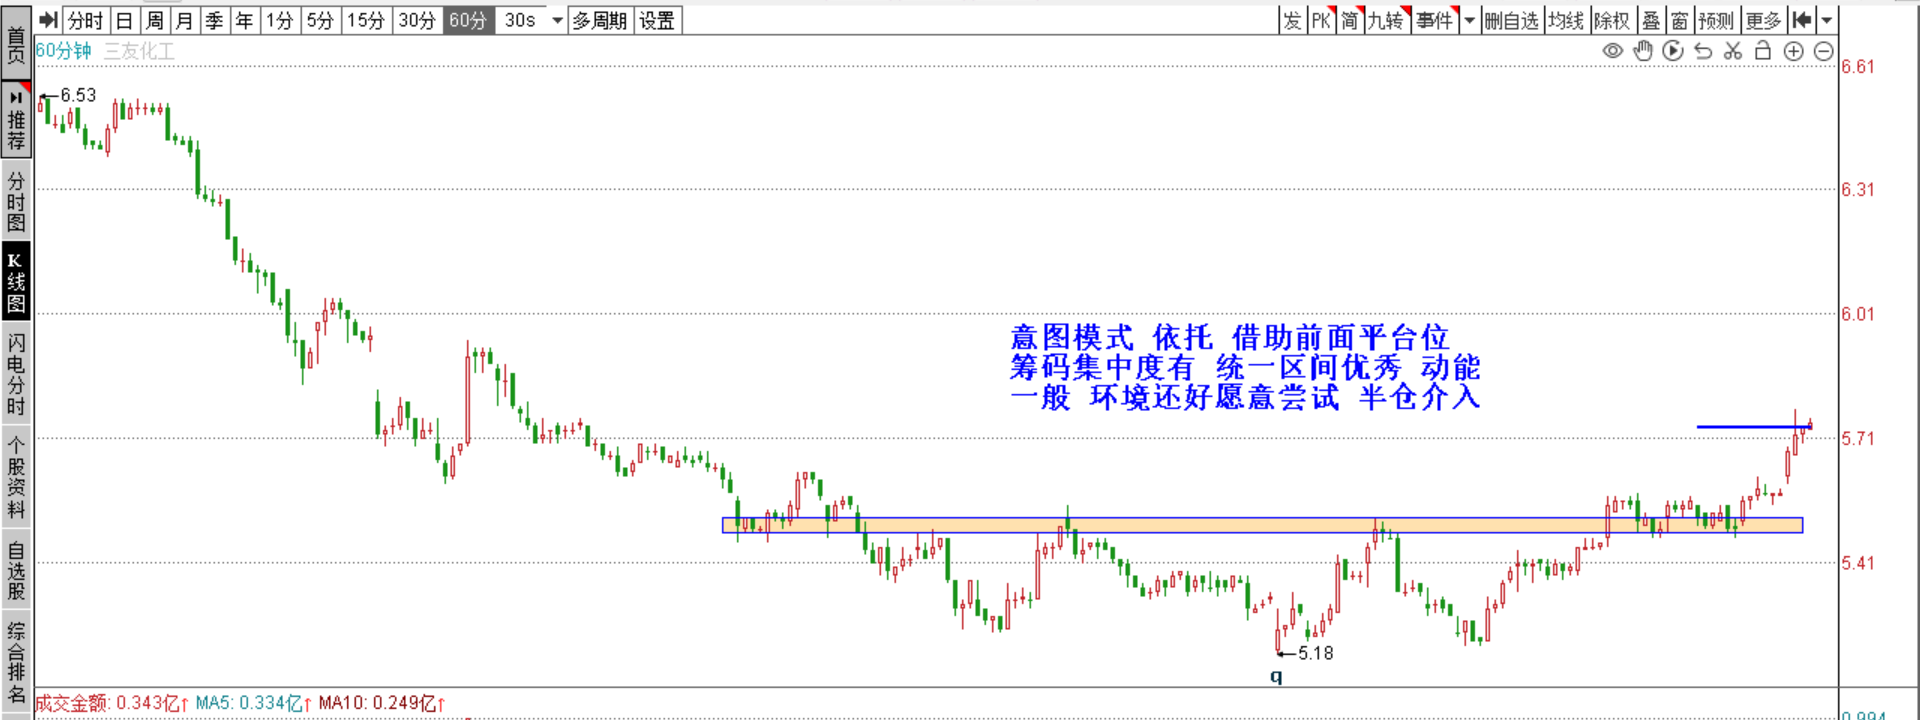 分时 日 周 月 季 年 1分 5分 15分 30分 60分 30s 多周期 设置 发 PK 简 九转 事件 删自选 均线 除权 叠 窗 预测 更多
首页
推荐
分时图
K线图
闪电分时
个股资料
自选股
综合排名
60分钟 三友化工
6.61
6.53
6.31
6.01
意图模式 依托 借助前面平台位
筹码集中度有 统一区间优秀 动能
一般 环境还好愿意尝试 半仓介入
5.71
5.41
5.18
q
成交金额: 0.343亿↑ MA5: 0.334亿↑ MA10: 0.249亿↑
0.994